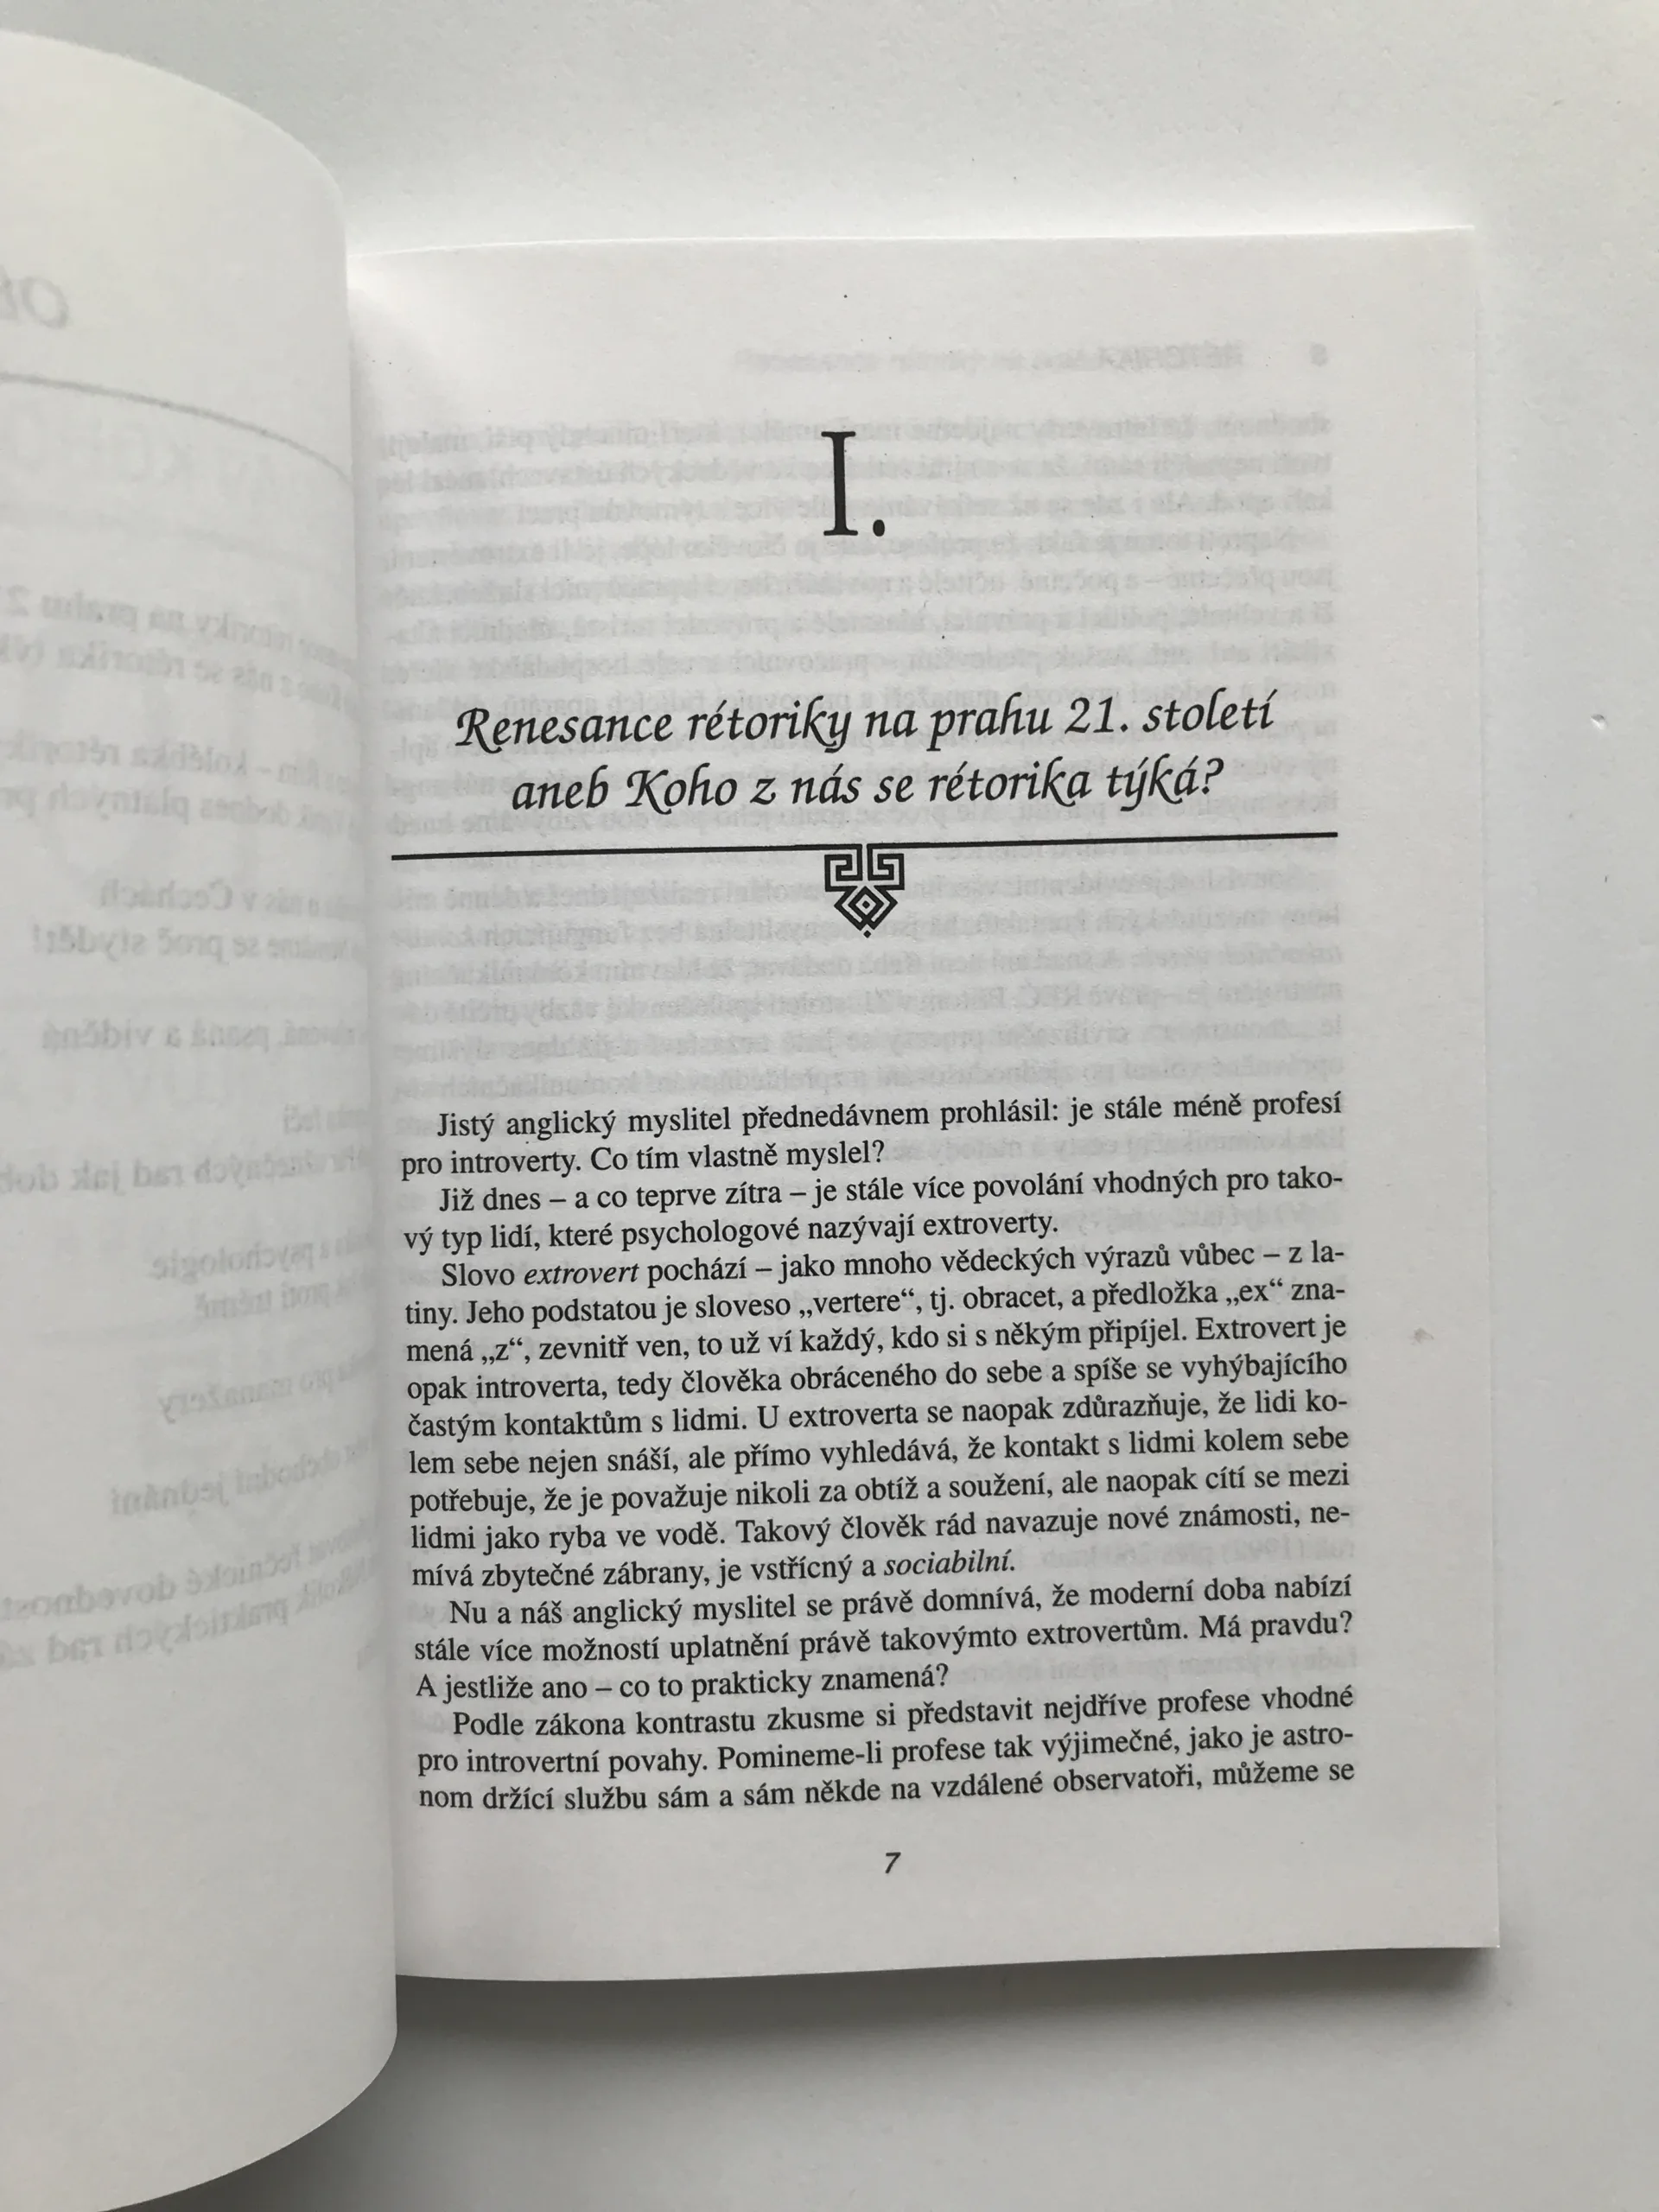 I.
Renesance rétoriky na prahu 21. století
aneb Koho z nás se rétorika týká?
Jistý anglický myslitel přednedávnem prohlásil: je stále méně profesí
pro introverty. Co tím vlastně myslel?
Již dnes – a co teprve zítra – je stále více povolání vhodných pro tako-
vý typ lidí, které psychologové nazývají extroverty.
Slovo extrovert pochází – jako mnoho vědeckých výrazů vůbec – z la-
tiny. Jeho podstatou je sloveso „vertere“, tj. obracet, a předložka „ex“ zna-
mená „z“, zevnitř ven, to už ví každý, kdo si s někým připíjel. Extrovert je
opak introverta, tedy člověka obráceného do sebe a spíše se vyhýbajícího
častým kontaktům s lidmi. U extroverta se naopak zdůrazňuje, že lidi ko-
lem sebe nejen snáší, ale přímo vyhledává, že kontakt s lidmi kolem sebe
potřebuje, že je považuje nikoli za obtíž a soužení, ale naopak cítí se mezi
lidmi jako ryba ve vodě. Takový člověk rád navazuje nové známosti, ne-
mívá zbytečné zábrany, je vstřícný a sociabilní.
Nu a náš anglický myslitel se právě domnívá, že moderní doba nabízí
stále více možností uplatnění právě takovýmto extrovertům. Má pravdu?
A jestliže ano – co to prakticky znamená?
Podle zákona kontrastu zkusme si představit nejdříve profese vhodné
pro introvertní povahy. Pomineme-li profese tak výjimečné, jako je astro-
nom držící službu sám a sám někde na vzdálené observatoři, můžeme se
7